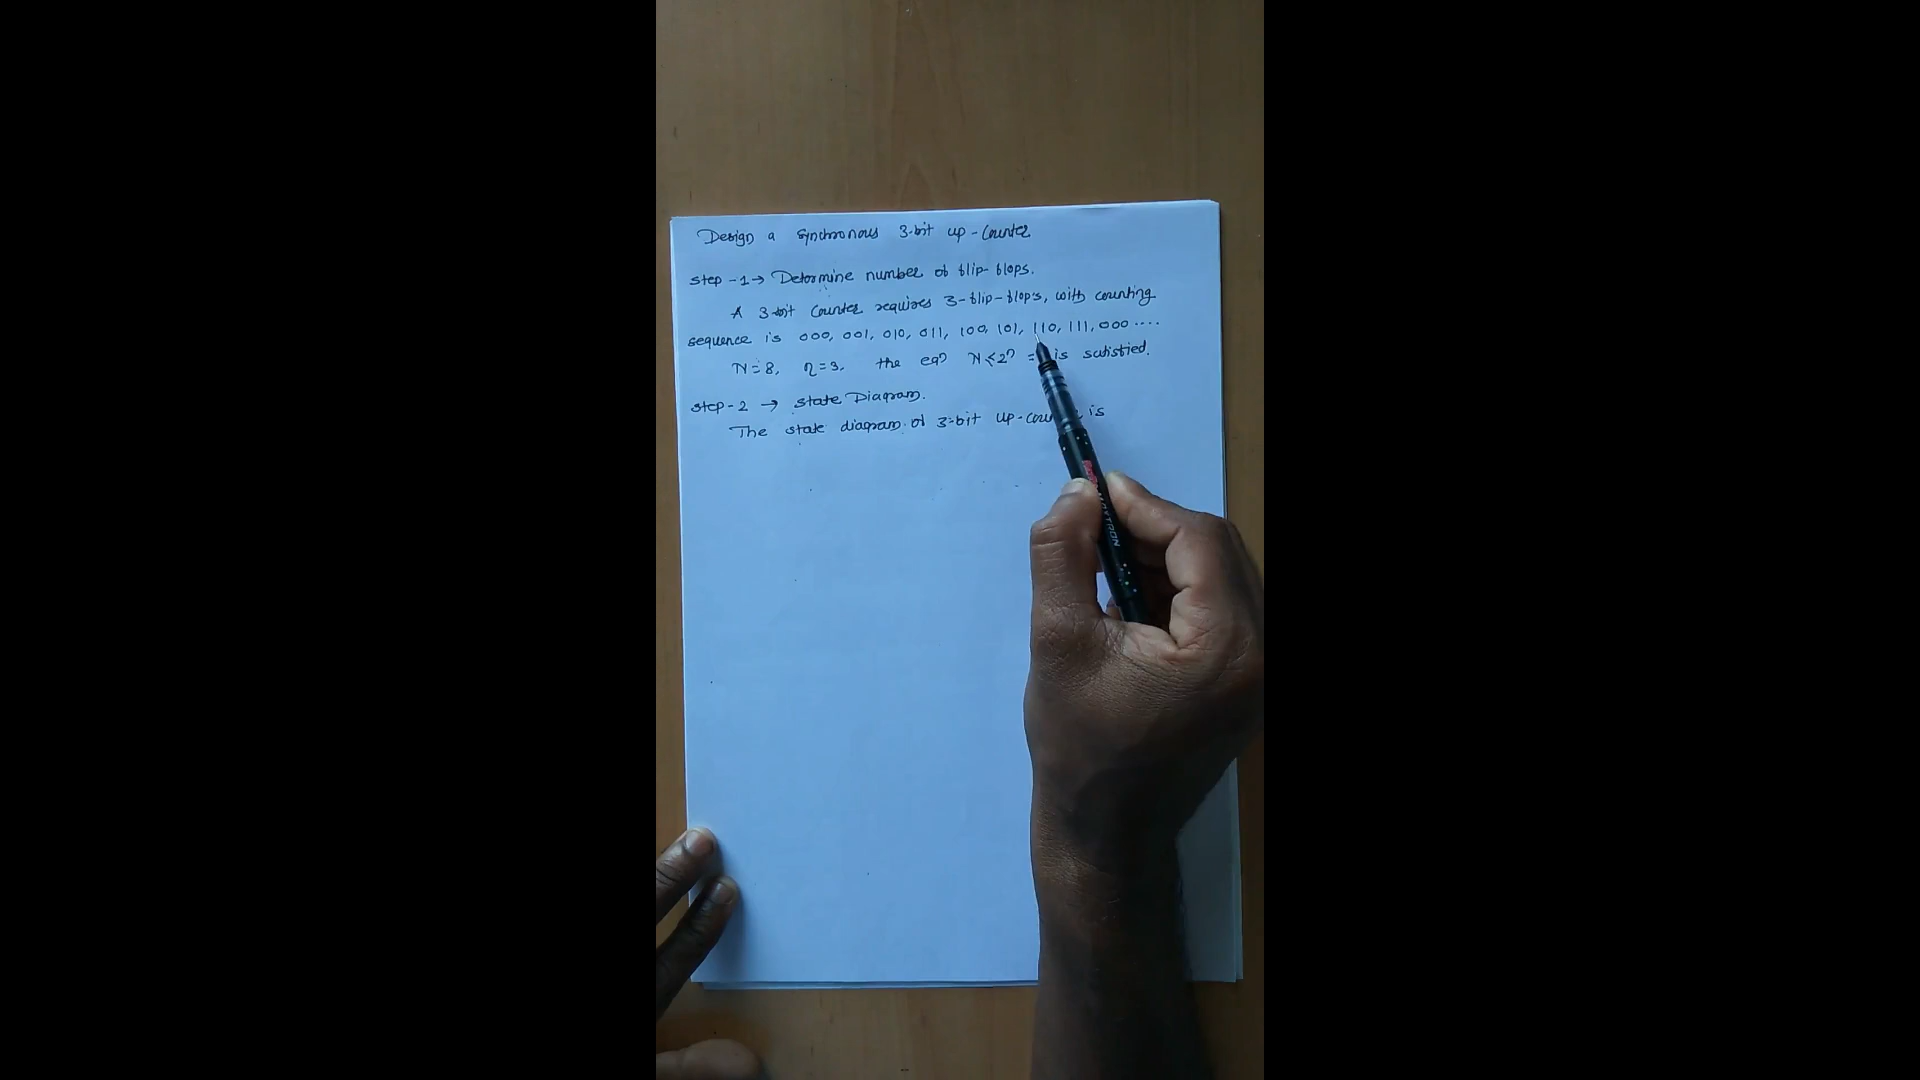 Design a synchronous 3-bit up-counter
step-1→ Determine number of flip-flops.
A 3-bit counter requires 3-flip-flops, with counting
sequence is 000, 001, 010, 011, 100, 101, 110, 111, 000....
N=8, n=3, the eqn N≤2n = is satisfied.
step-2 → state Diagram.
The state diagram of 3-bit up- is